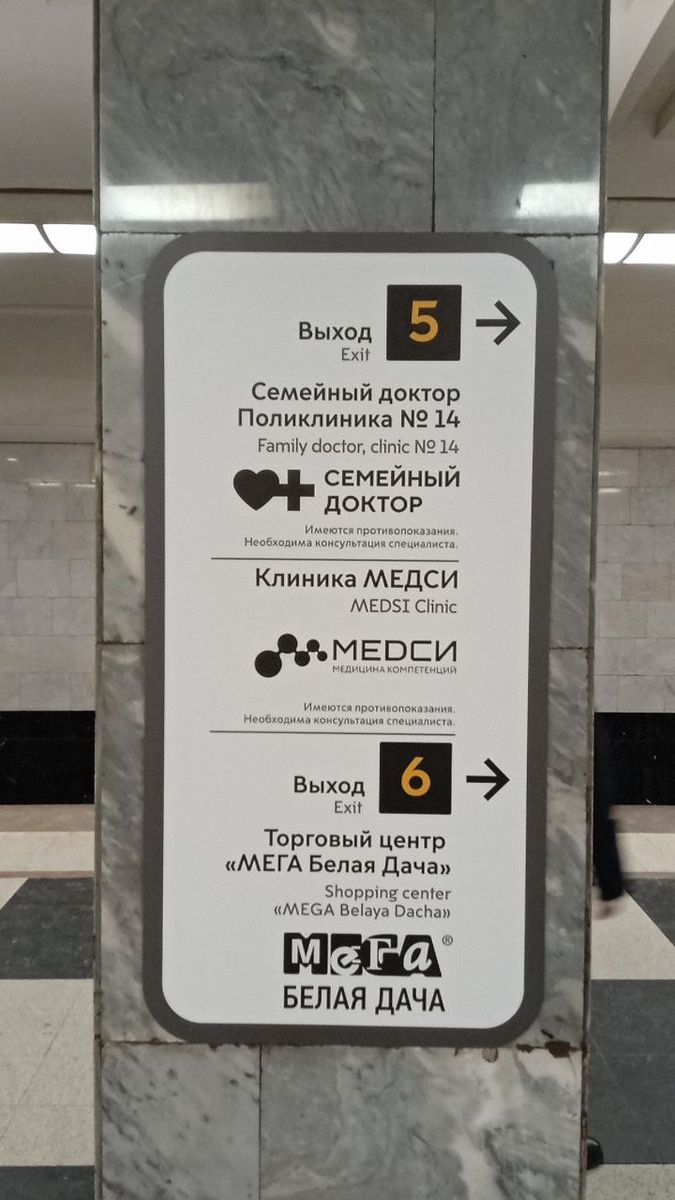 Выход 5 →
Exit
Семейный доктор
Поликлиника № 14
Family doctor, clinic № 14
СЕМЕЙНЫЙ
ДОКТОР
Имеются противопоказания.
Необходима консультация специалиста.
Клиника МЕДСИ
MEDSI Clinic
МЕDСИ
МЕДИЦИНА КОМПЕТЕНЦИЙ
Имеются противопоказания.
Необходима консультация специалиста.
Выход 6 →
Exit
Торговый центр
«МЕГА Белая Дача»
Shopping center
«MEGA Belaya Dacha»
МеГа®
БЕЛАЯ ДАЧА